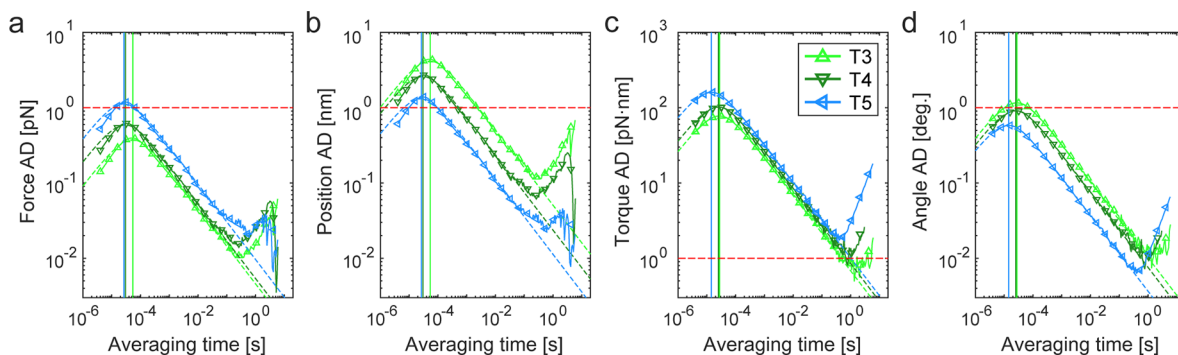 a
Force AD [pN]
10^1
10^0
10^-1
10^-2
10^-6 10^-4 10^-2 10^0
Averaging time [s]
b
Position AD [nm]
10^1
10^0
10^-1
10^-2
10^-6 10^-4 10^-2 10^0
Averaging time [s]
c
Torque AD [pN·nm]
10^3
10^2
10^1
10^0
10^-6 10^-4 10^-2 10^0
Averaging time [s]
T3
T4
T5
d
Angle AD [deg.]
10^1
10^0
10^-1
10^-2
10^-6 10^-4 10^-2 10^0
Averaging time [s]